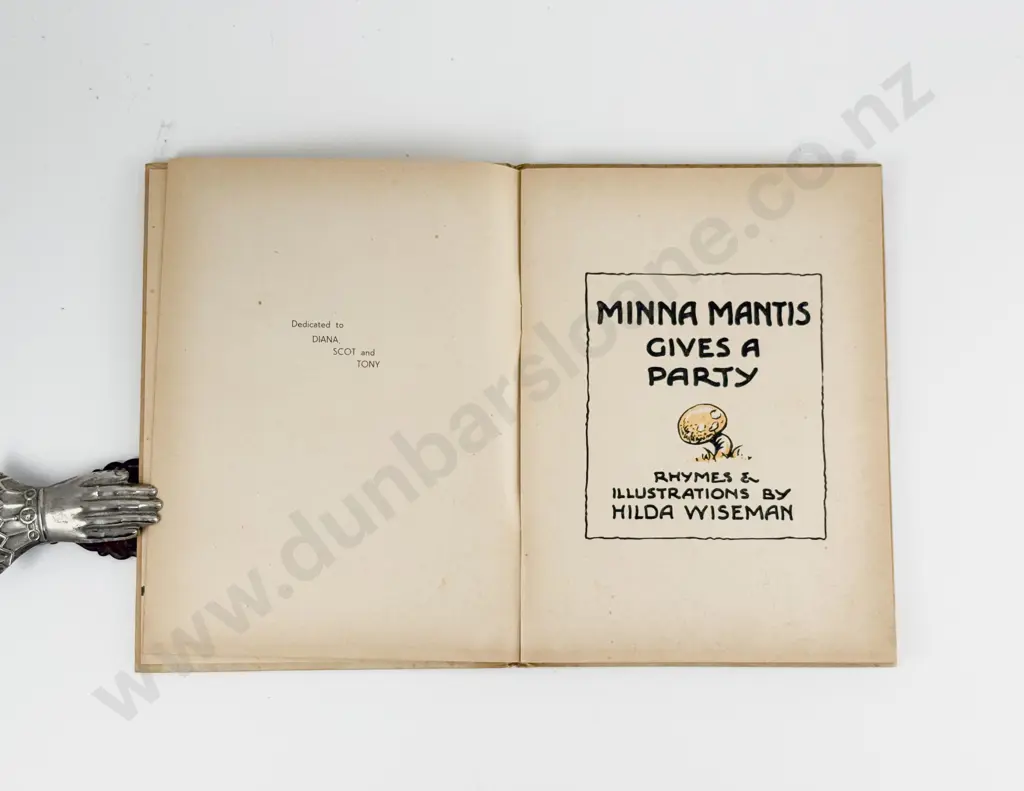 Dedicated to
DIANA,
SCOT and
TONY
MINNA MANTIS
GIVES A
PARTY
RHYMES &
ILLUSTRATIONS BY
HILDA WISEMAN
www.dunbarsloane.co.nz